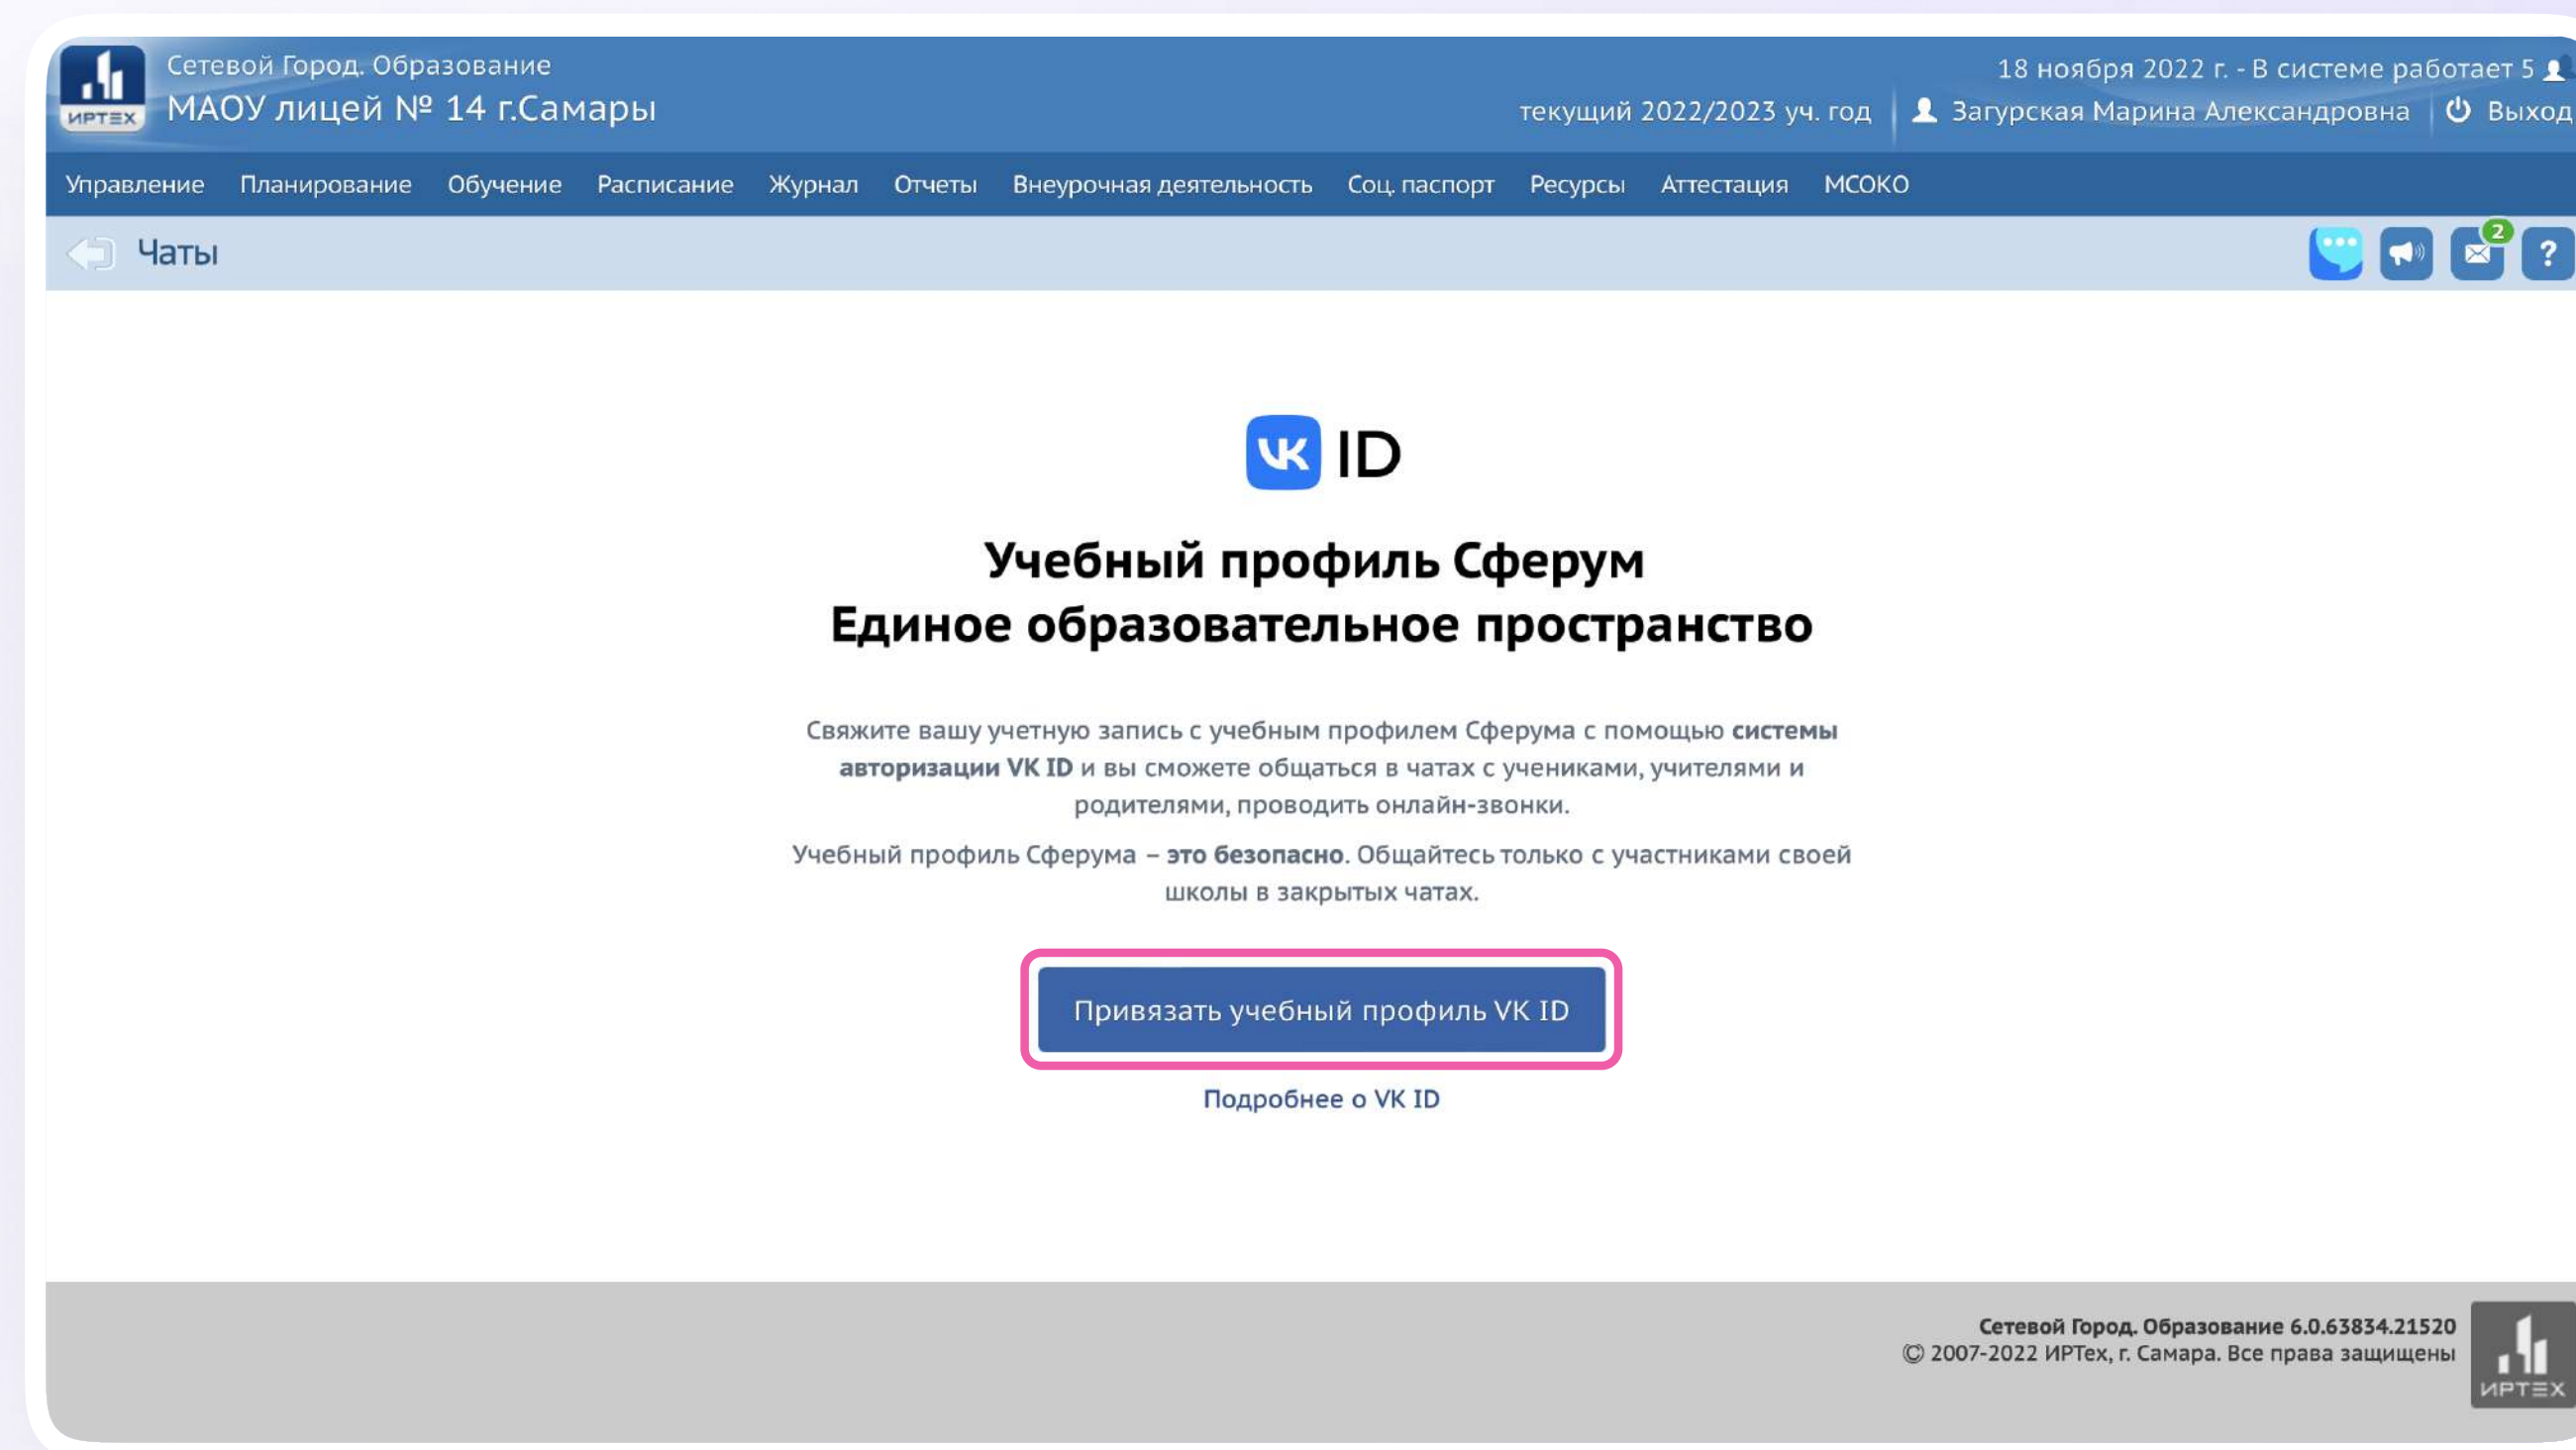 Сетевой Город. Образование
18 ноября 2022 г. - В системе работает 5
ИРТЕХ
МАОУ лицей № 14 г.Самары
текущий 2022/2023 уч. год
Загурская Марина Александровна
Выход
Управление Планирование Обучение Расписание Журнал Отчеты Внеурочная деятельность Соц. паспорт Ресурсы Аттестация МСОКО
Чаты
2
?
VK ID
Учебный профиль Сферум
Единое образовательное пространство
Свяжите вашу учетную запись с учебным профилем Сферума с помощью системы
авторизации VK ID и вы сможете общаться в чатах с учениками, учителями и
родителями, проводить онлайн-звонки.
Учебный профиль Сферума – это безопасно. Общайтесь только с участниками своей
школы в закрытых чатах.
Привязать учебный профиль VK ID
Подробнее о VK ID
Сетевой Город. Образование 6.0.63834.21520
© 2007-2022 ИРТех, г. Самара. Все права защищены
ИРТЕХ